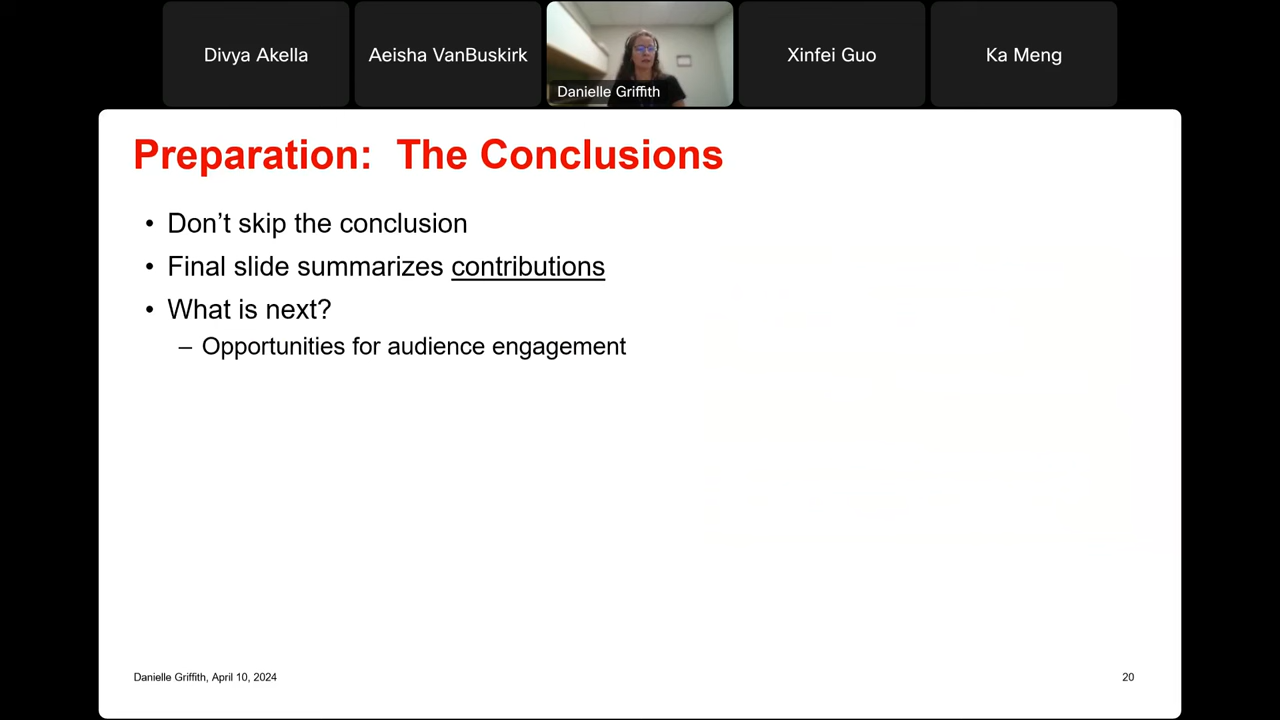 Divya Akella
Aeisha VanBuskirk
Danielle Griffith
Xinfei Guo
Ka Meng
Preparation: The Conclusions
• Don't skip the conclusion
• Final slide summarizes contributions
• What is next?
– Opportunities for audience engagement
Danielle Griffith, April 10, 2024
20